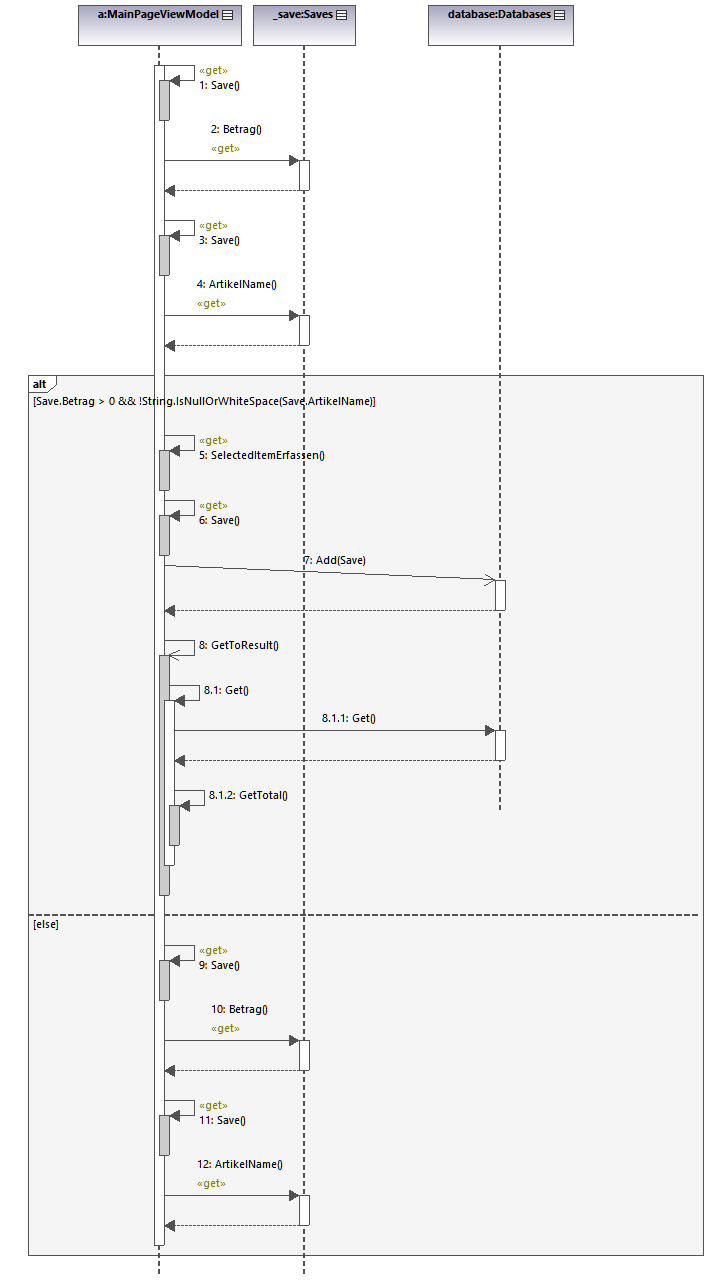 a:MainPageViewModel
_save:Saves
database:Databases
«get»
1: Save()
2: Betrag()
«get»
«get»
3: Save()
4: ArtikelName()
«get»
alt
[Save.Betrag > 0 && !String.IsNullOrWhiteSpace(Save.ArtikelName)]
«get»
5: SelectedItemErfassen()
«get»
6: Save()
7: Add(Save)
8: GetToResult()
8.1: Get()
8.1.1: Get()
8.1.2: GetTotal()
[else]
«get»
9: Save()
10: Betrag()
«get»
«get»
11: Save()
12: ArtikelName()
«get»